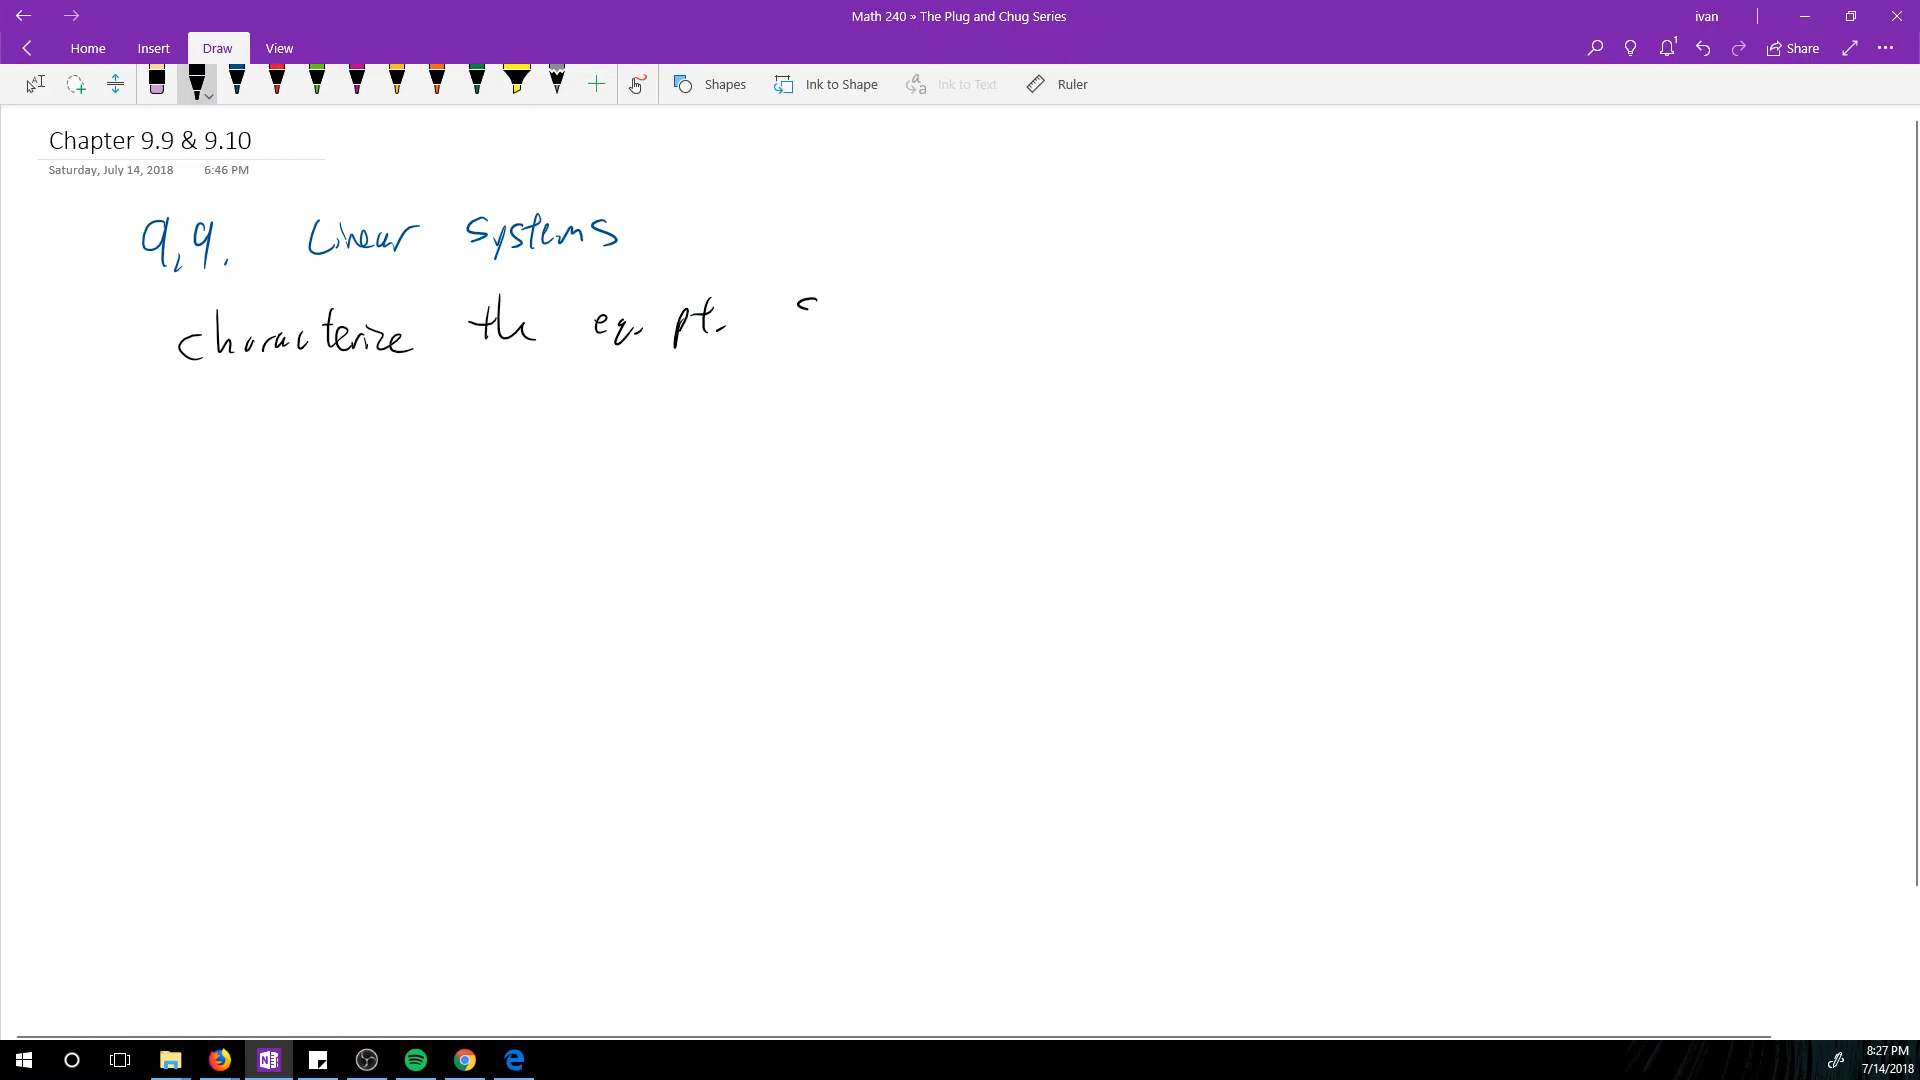 Math 240 » The Plug and Chug Series
ivan
Home Insert Draw View
1
Share
Shapes Ink to Shape Ink to Text Ruler
Chapter 9.9 & 9.10
Saturday, July 14, 2018 6:46 PM
9.9. Linear Systems
characterize the eq. pt.
8:27 PM
7/14/2018